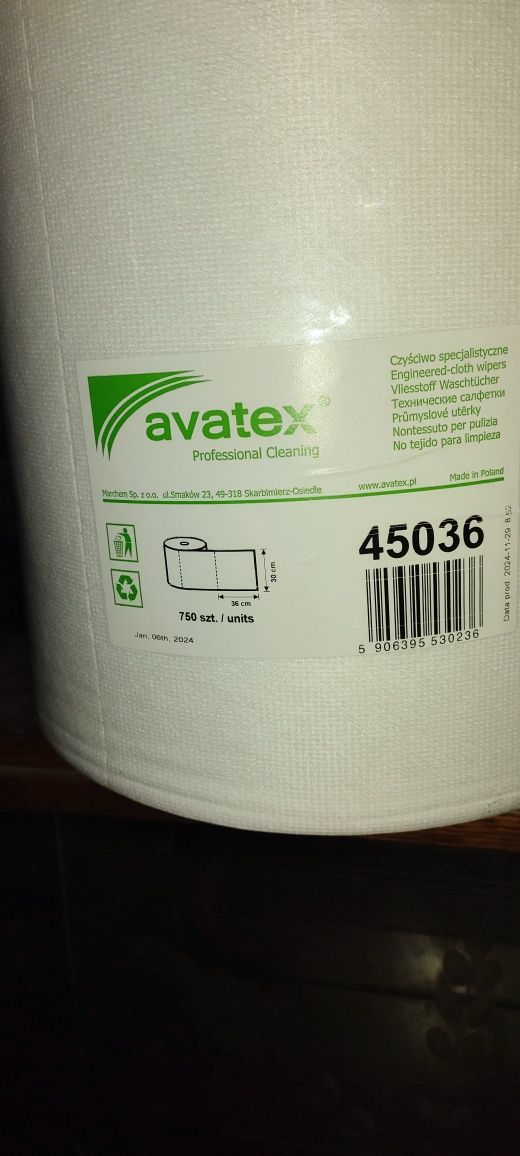 avatex®
Professional Cleaning
Czyściwo specjalistyczne
Engineered-cloth wipers
Vliesstoff Waschtücher
Технические салфетки
Průmyslové utěrky
Nontessuto per pulizia
No tejido para limpieza
Marchem Sp. z o.o. ul.Smaków 23, 49-318 Skarbimierz-Osiedle
www.avatex.pl
Made in Poland
30 cm
36 cm
750 szt. / units
Jan. 06th. 2024
45036
5 906395 530236
Data prod 2024-11-29 8 52